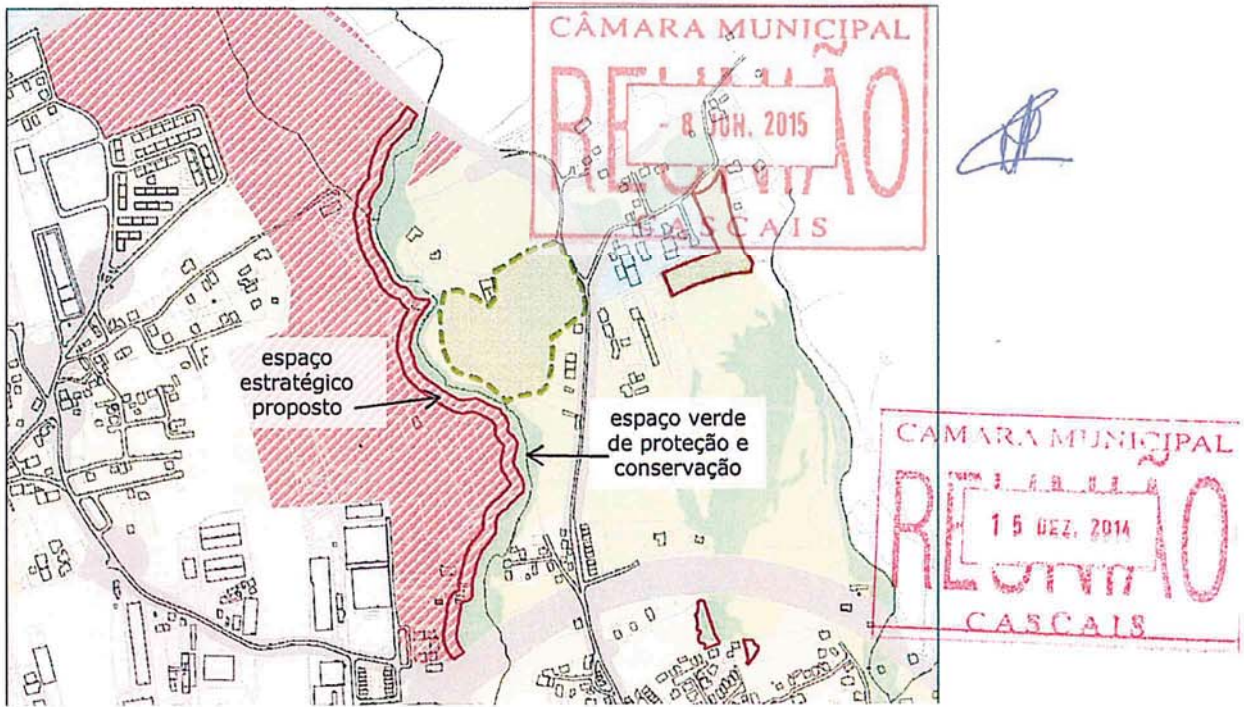 CÂMARA MUNICIPAL
REUNIÃO
- 8 JUN. 2015
CASCAIS
espaço
estratégico
proposto
espaço verde
de proteção e
conservação
CAMARA MUNICIPAL
REUNIÃO
15 DEZ. 2014
CASCAIS